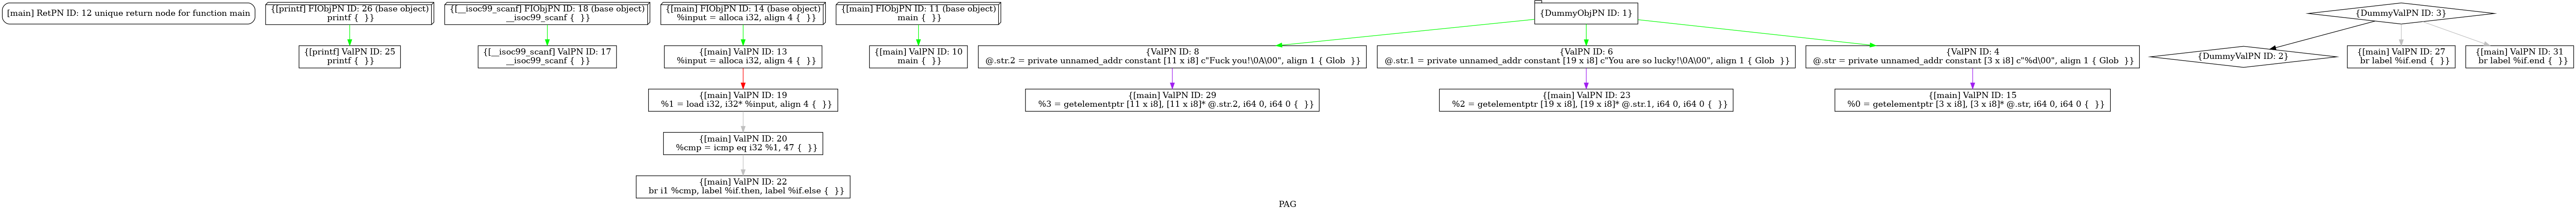 [main] RetPN ID: 12 unique return node for function main
{[printf] FIObjPN ID: 26 (base object)
printf { }}
{[__isoc99_scanf] FIObjPN ID: 18 (base object)
__isoc99_scanf { }}
{[main] FIObjPN ID: 14 (base object)
%input = alloca i32, align 4 { }}
{[main] FIObjPN ID: 11 (base object)
main { }}
{DummyObjPN ID: 1}
{DummyValPN ID: 3}
{[printf] ValPN ID: 25
printf { }}
{[__isoc99_scanf] ValPN ID: 17
__isoc99_scanf { }}
{[main] ValPN ID: 13
%input = alloca i32, align 4 { }}
{[main] ValPN ID: 10
main { }}
{ValPN ID: 8
@.str.2 = private unnamed_addr constant [11 x i8] c"Fuck you!\0A\00", align 1 { Glob }}
{ValPN ID: 6
@.str.1 = private unnamed_addr constant [19 x i8] c"You are so lucky!\0A\00", align 1 { Glob }}
{ValPN ID: 4
@.str = private unnamed_addr constant [3 x i8] c"%d\00", align 1 { Glob }}
{DummyValPN ID: 2}
{[main] ValPN ID: 27
br label %if.end { }}
{[main] ValPN ID: 31
br label %if.end { }}
{[main] ValPN ID: 19
%1 = load i32, i32* %input, align 4 { }}
{[main] ValPN ID: 29
%3 = getelementptr [11 x i8], [11 x i8]* @.str.2, i64 0, i64 0 { }}
{[main] ValPN ID: 23
%2 = getelementptr [19 x i8], [19 x i8]* @.str.1, i64 0, i64 0 { }}
{[main] ValPN ID: 15
%0 = getelementptr [3 x i8], [3 x i8]* @.str, i64 0, i64 0 { }}
{[main] ValPN ID: 20
%cmp = icmp eq i32 %1, 47 { }}
{[main] ValPN ID: 22
br i1 %cmp, label %if.then, label %if.else { }}
PAG